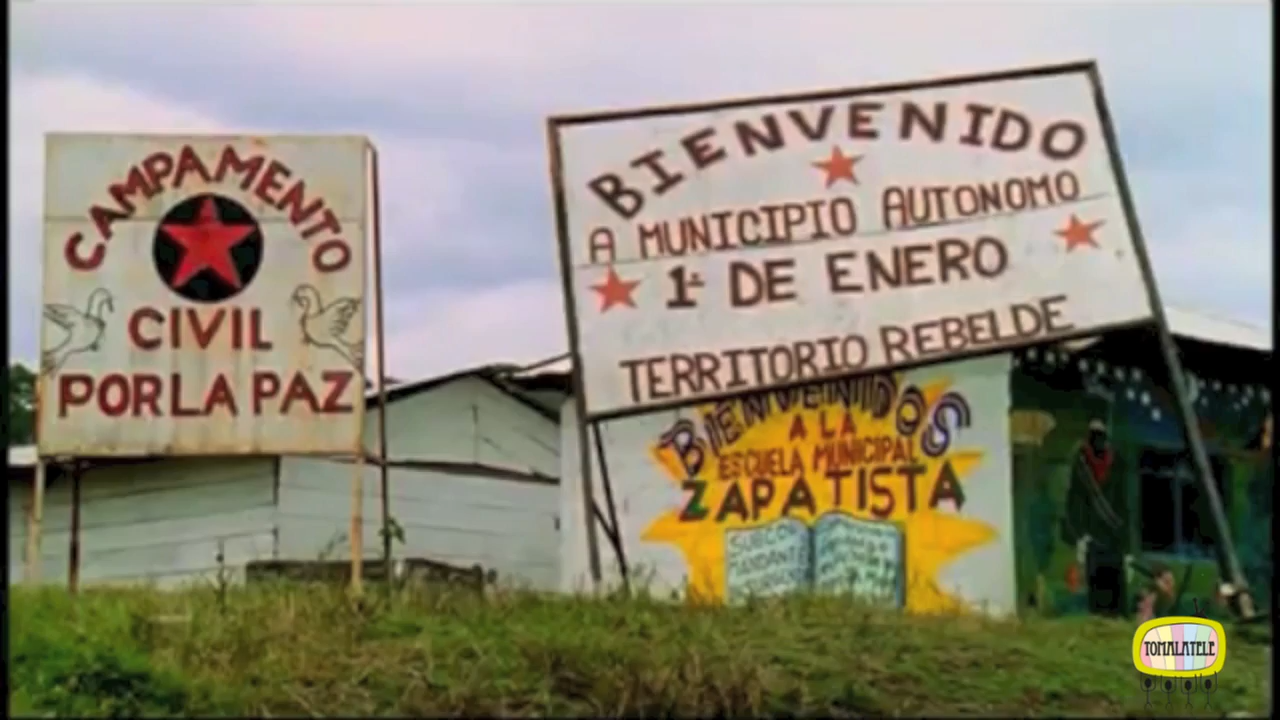 CAMPAMENTO
CIVIL
POR LA PAZ
BIENVENIDO
A MUNICIPIO AUTONOMO
1º DE ENERO
TERRITORIO REBELDE
BIENVENIDOS
A LA
ESCUELA MUNICIPAL
ZAPATISTA
TOMALATELE